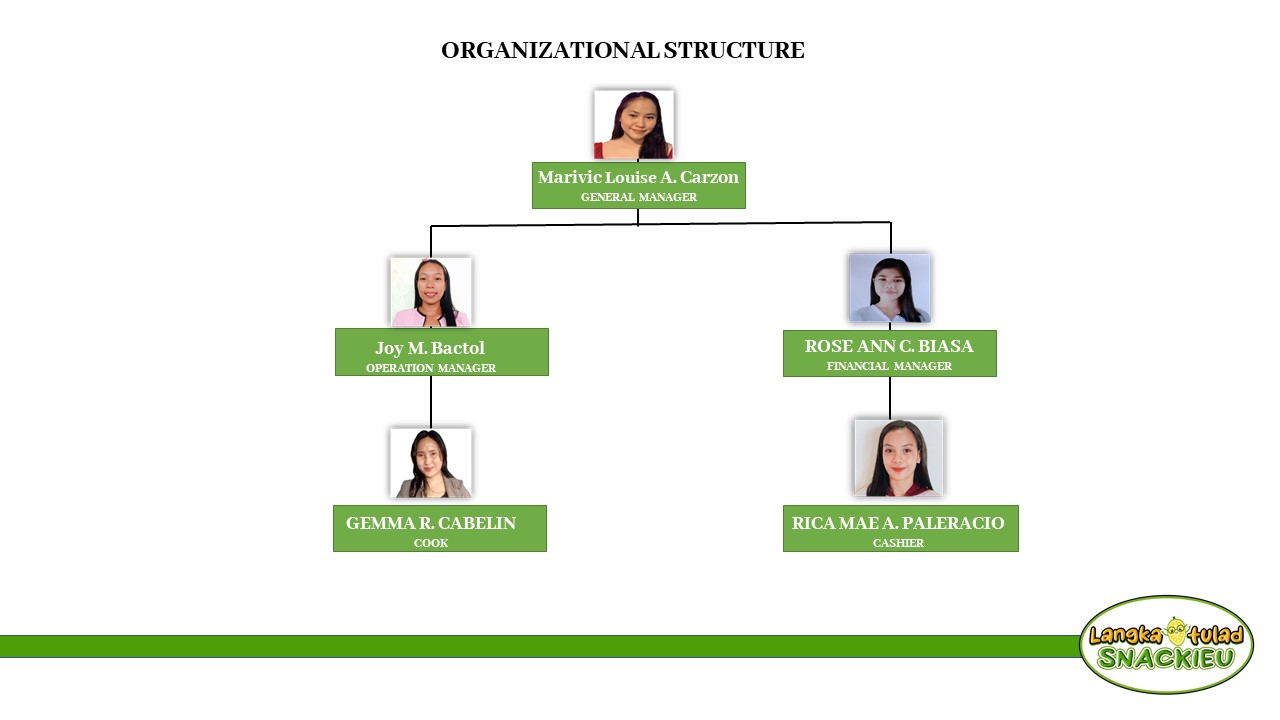 ORGANIZATIONAL STRUCTURE
Marivic Louise A. Carzon
GENERAL MANAGER
Joy M. Bactol
OPERATION MANAGER
ROSE ANN C. BIASA
FINANCIAL MANAGER
GEMMA R. CABELIN
COOK
RICA MAE A. PALERACIO
CASHIER
Langka tulad
SNACKIEU